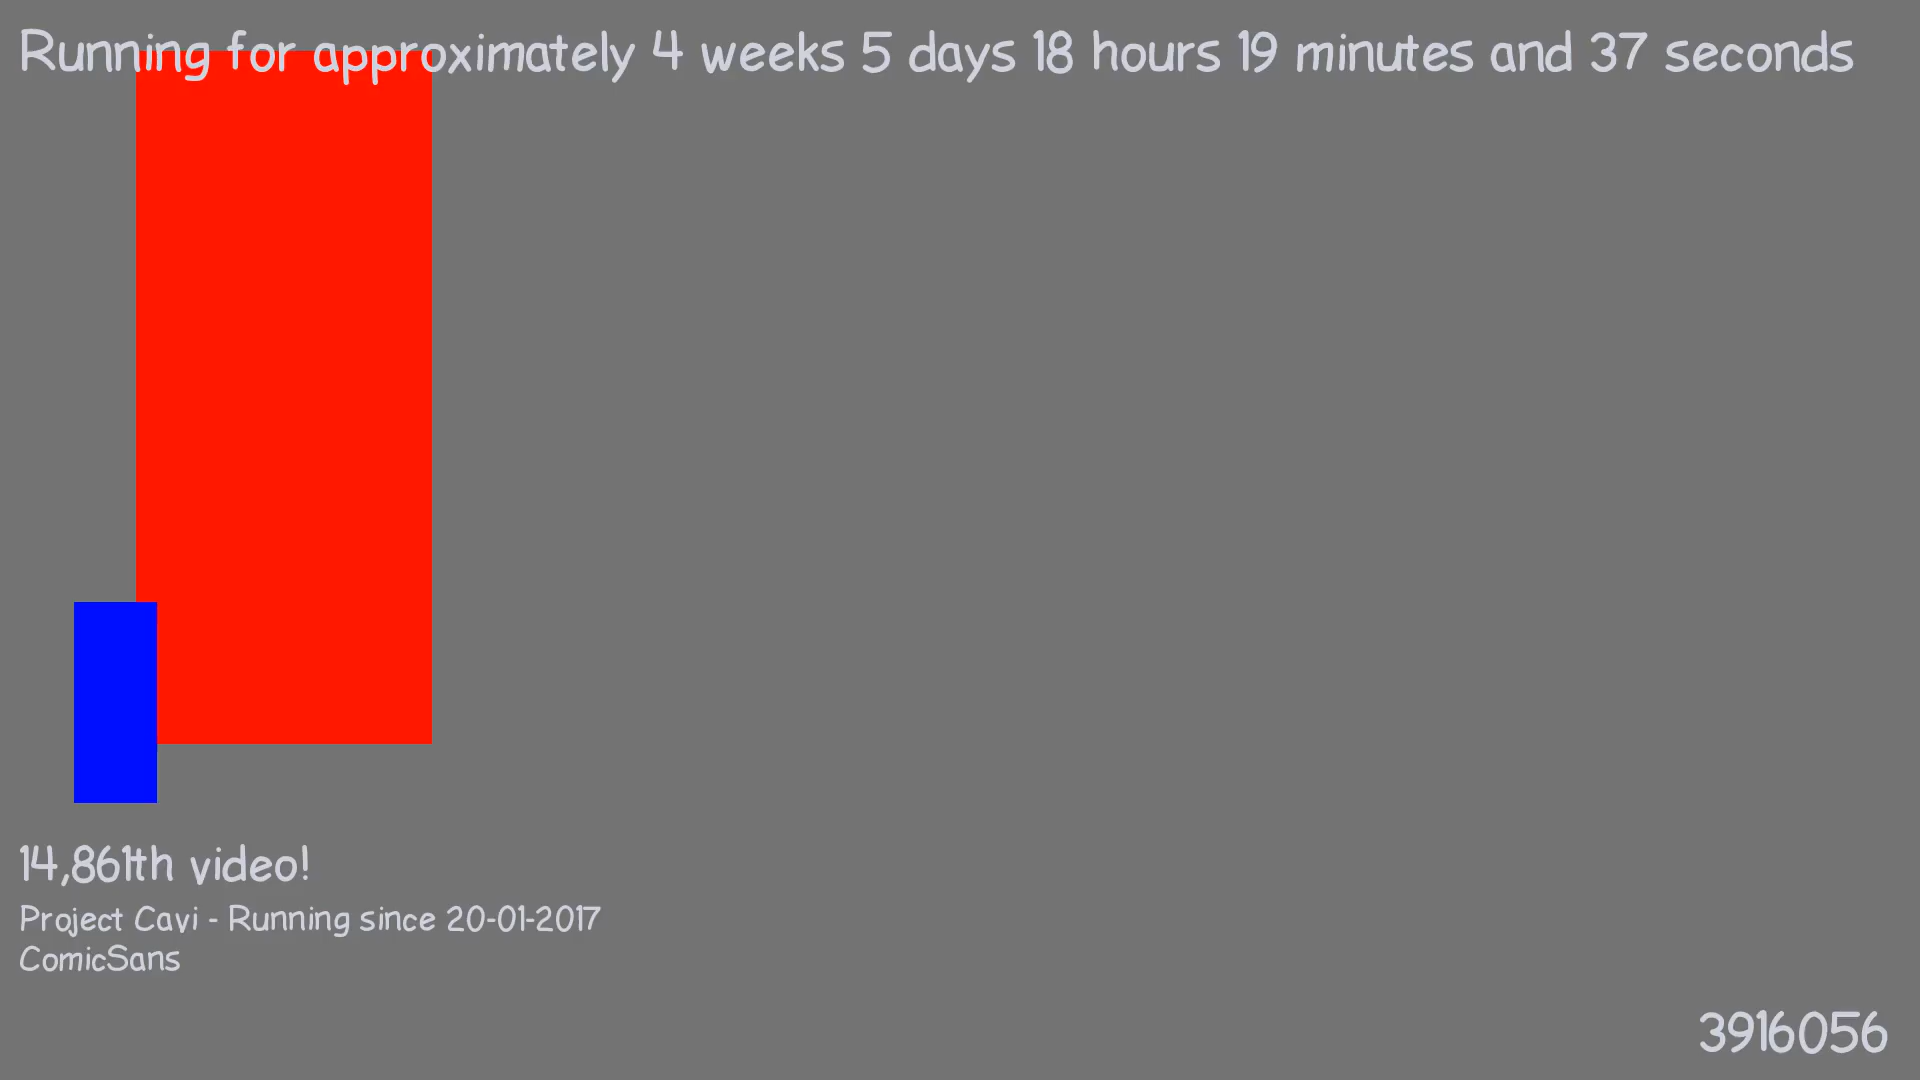 Running for approximately 4 weeks 5 days 18 hours 19 minutes and 37 seconds
14,861th video!
Project Cavi - Running since 20-01-2017
ComicSans
3916056